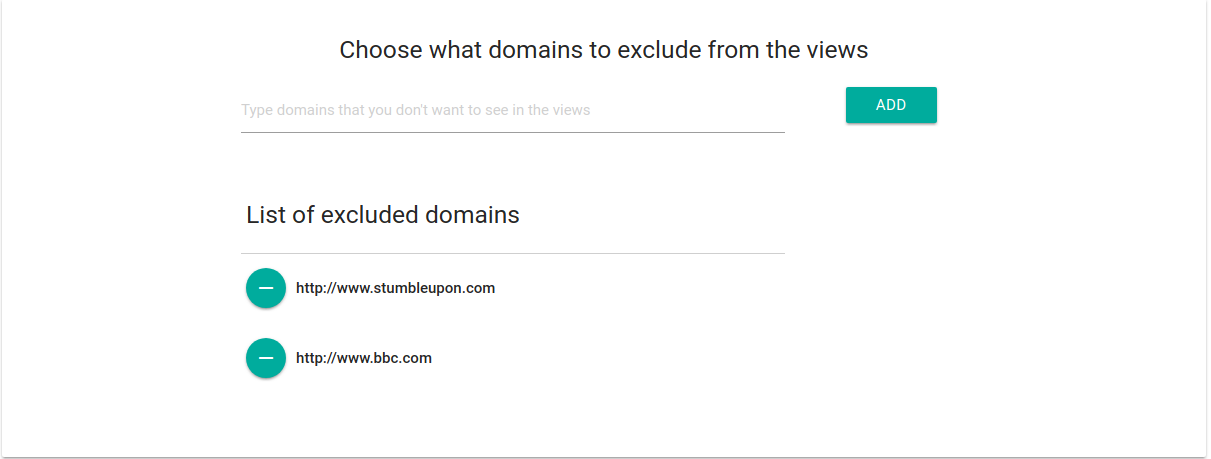 Choose what domains to exclude from the views
Type domains that you don't want to see in the views
ADD
List of excluded domains
http://www.stumbleupon.com
http://www.bbc.com